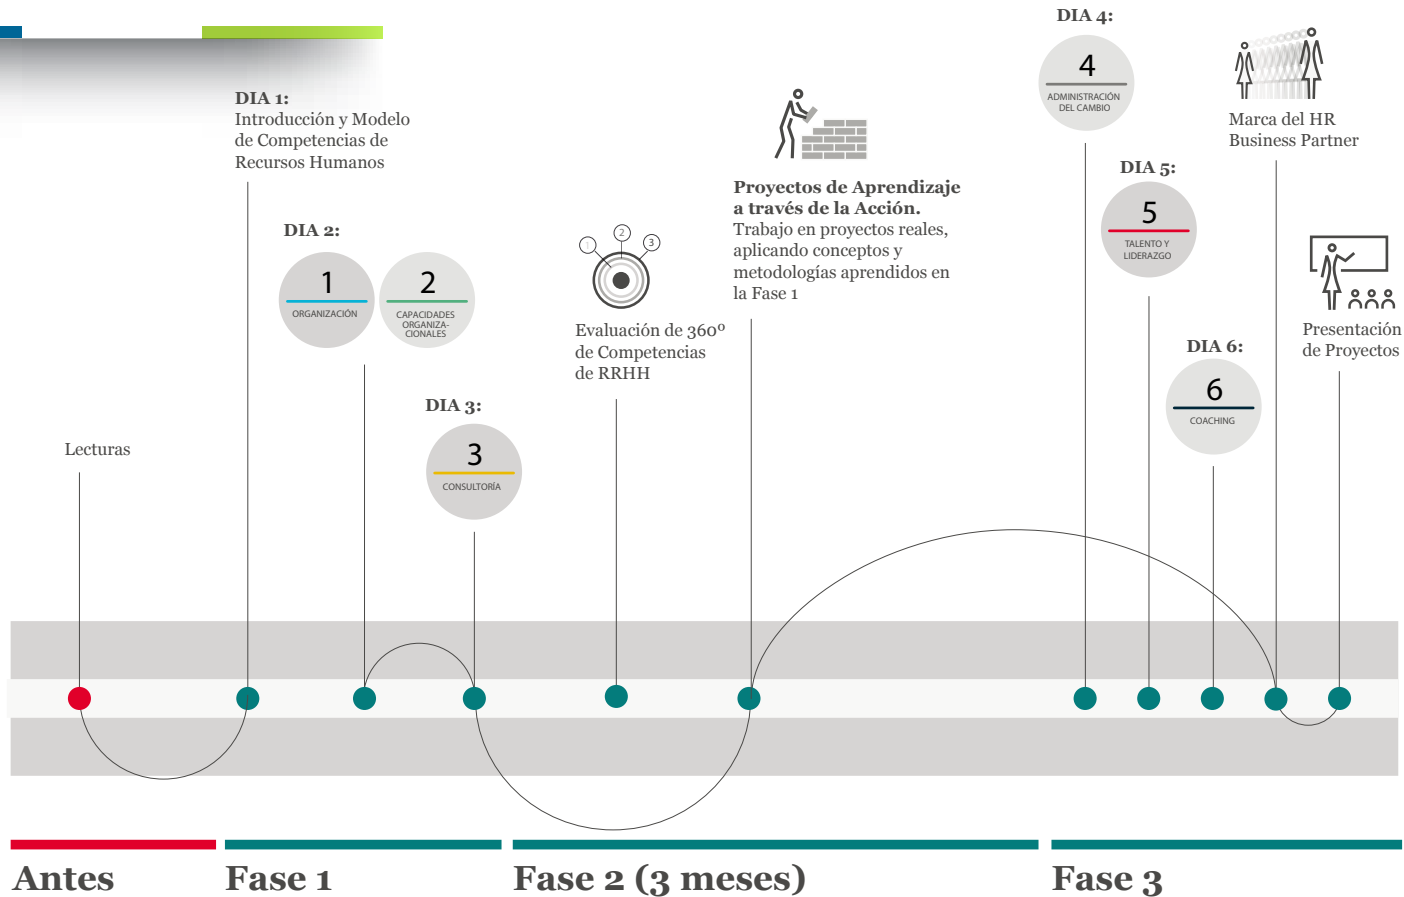 DIA 1:
Introducción y Modelo
de Competencias de
Recursos Humanos
DIA 2:
1
ORGANIZACIÓN
2
CAPACIDADES
ORGANIZA-
CIONALES
DIA 3:
3
CONSULTORÍA
Lecturas
1
2
3
Evaluación de 360º
de Competencias
de RRHH
Proyectos de Aprendizaje
a través de la Acción.
Trabajo en proyectos reales,
aplicando conceptos y
metodologías aprendidos en
la Fase 1
DIA 4:
4
ADMINISTRACIÓN
DEL CAMBIO
DIA 5:
5
TALENTO Y
LIDERAZGO
DIA 6:
6
COACHING
Marca del HR
Business Partner
Presentación
de Proyectos
Antes
Fase 1
Fase 2 (3 meses)
Fase 3